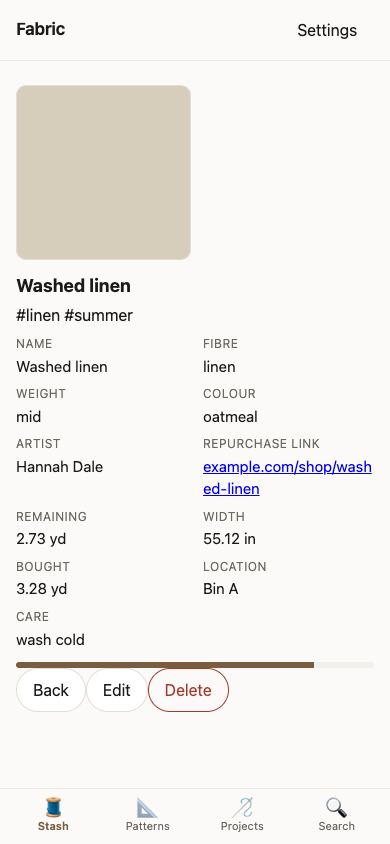 Fabric
Settings
Washed linen
#linen #summer
NAME
FIBRE
Washed linen
linen
WEIGHT
COLOUR
mid
oatmeal
ARTIST
REPURCHASE LINK
Hannah Dale
example.com/shop/wash
ed-linen
REMAINING
WIDTH
2.73 yd
55.12 in
BOUGHT
LOCATION
3.28 yd
Bin A
CARE
wash cold
Back
Edit
Delete
Stash
Patterns
Projects
Search